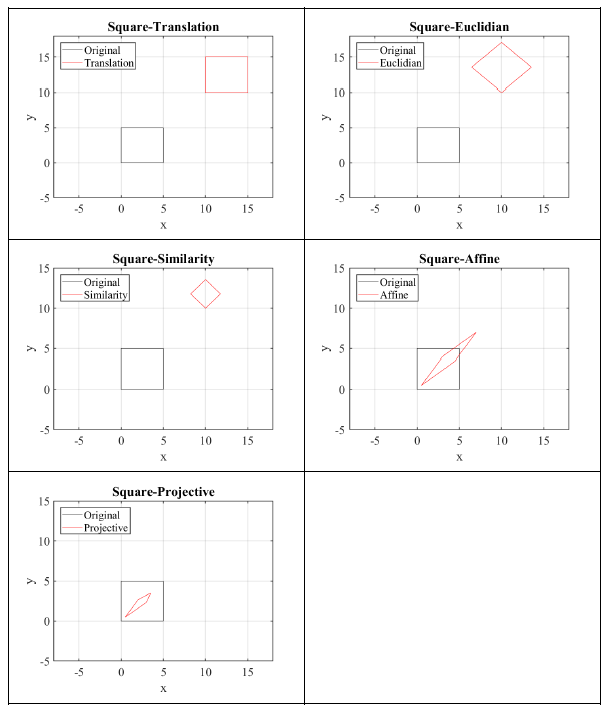 Square-Translation
Original
Translation
15
10
5
0
-5
y
-5
0
5
10
15
x
Square-Euclidian
Original
Euclidian
15
10
5
0
-5
y
-5
0
5
10
15
x
Square-Similarity
15
Original
Similarity
10
5
0
-5
y
-5
0
5
10
15
x
Square-Affine
15
Original
Affine
10
5
0
-5
y
-5
0
5
10
15
x
Square-Projective
15
Original
Projective
10
5
0
-5
y
-5
0
5
10
15
x